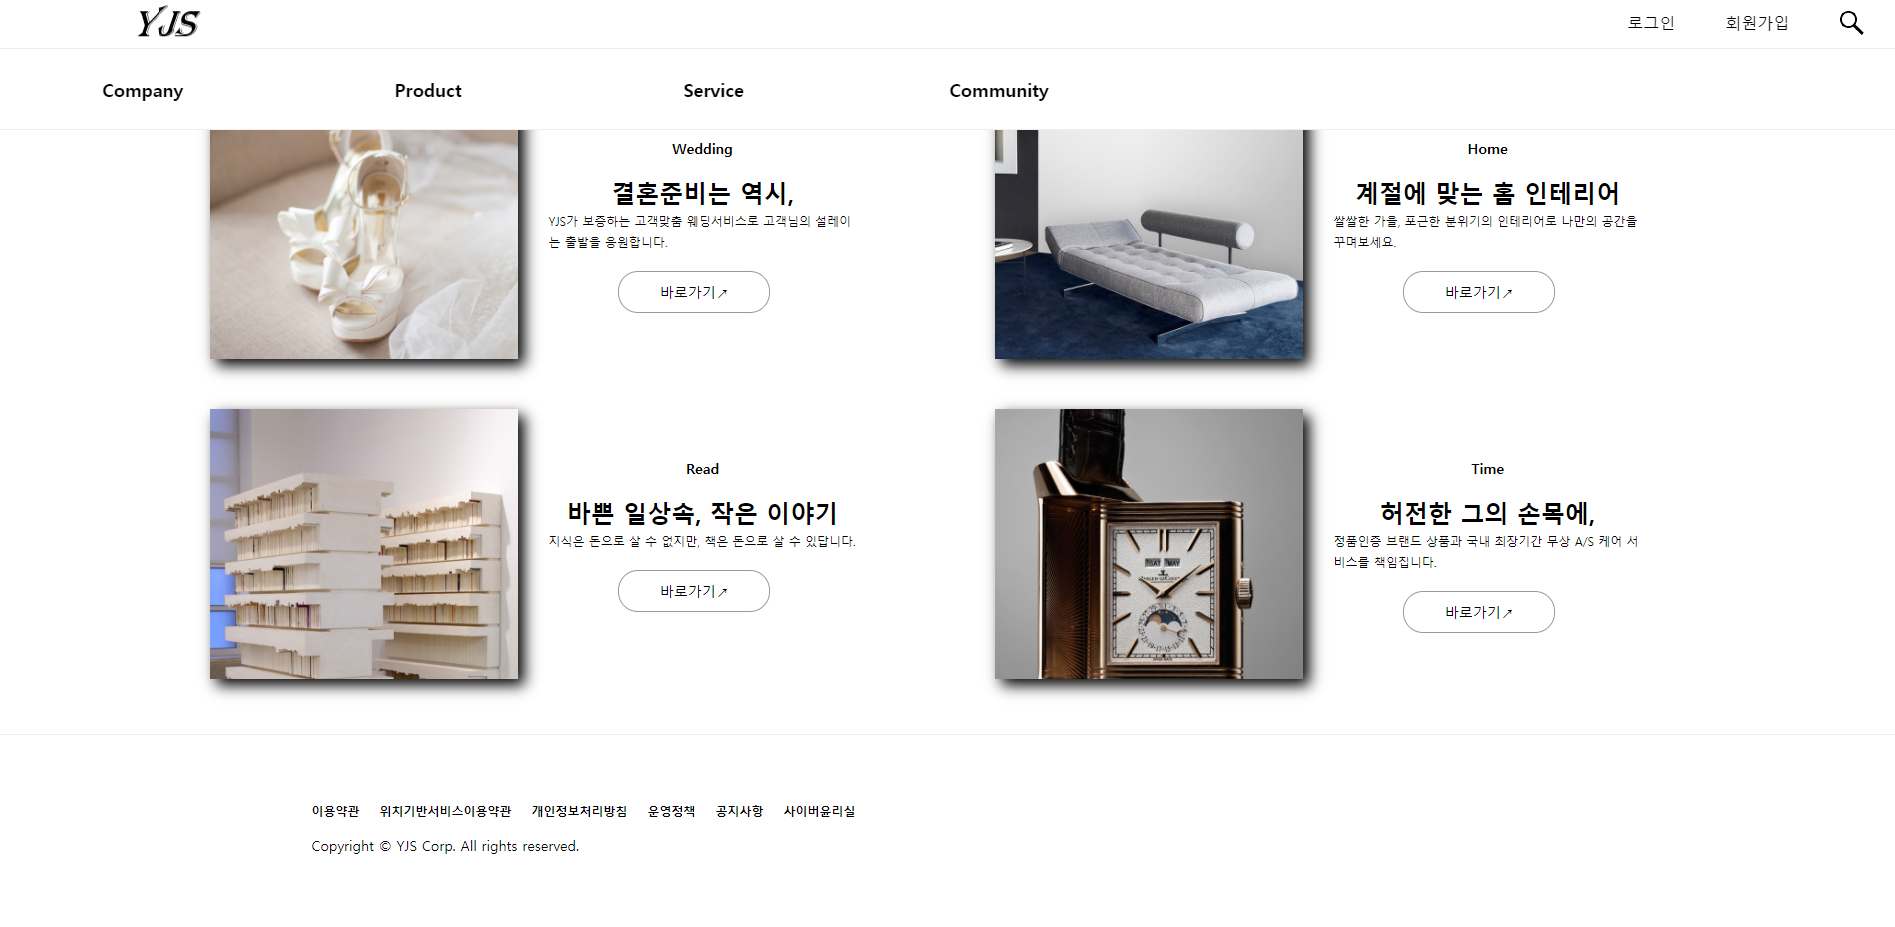 YJS
로그인 회원가입
Company Product Service Community
Wedding
결혼준비는 역시,
YJS가 보증하는 고객맞춤 웨딩서비스로 고객님의 설레이
는 출발을 응원합니다.
바로가기↗
Home
계절에 맞는 홈 인테리어
쌀쌀한 가을, 포근한 분위기의 인테리어로 나만의 공간을
꾸며보세요.
바로가기↗
Read
바쁜 일상속, 작은 이야기
지식은 돈으로 살 수 없지만, 책은 돈으로 살 수 있답니다.
바로가기↗
SAT MAY
Time
허전한 그의 손목에,
정품인증 브랜드 상품과 국내 최장기간 무상 A/S 케어 서
비스를 책임집니다.
바로가기↗
이용약관 위치기반서비스이용약관 개인정보처리방침 운영정책 공지사항 사이버윤리실
Copyright © YJS Corp. All rights reserved.